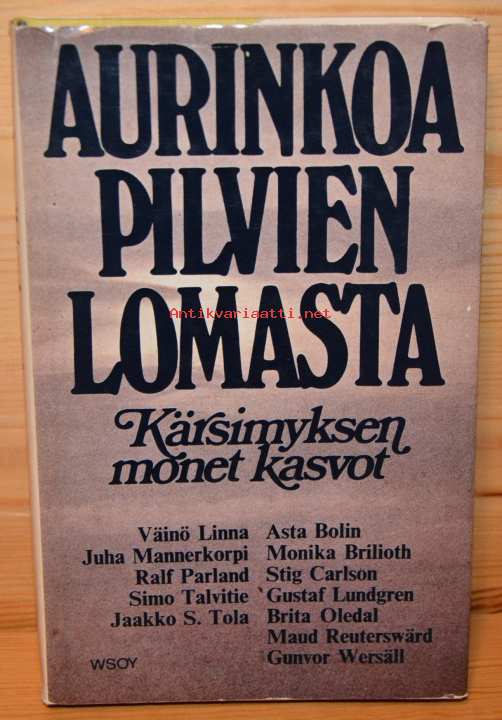 AURINKOA
PILVIEN
LOMASTA
Antikvariaatti.net
Kärsimyksen
monet kasvot
Väinö Linna
Juha Mannerkorpi
Ralf Parland
Simo Talvitie
Jaakko S. Tola
Asta Bolin
Monika Brilioth
Stig Carlson
Gustaf Lundgren
Brita Oledal
Maud Reuterswärd
Gunvor Wersäll
WSOY